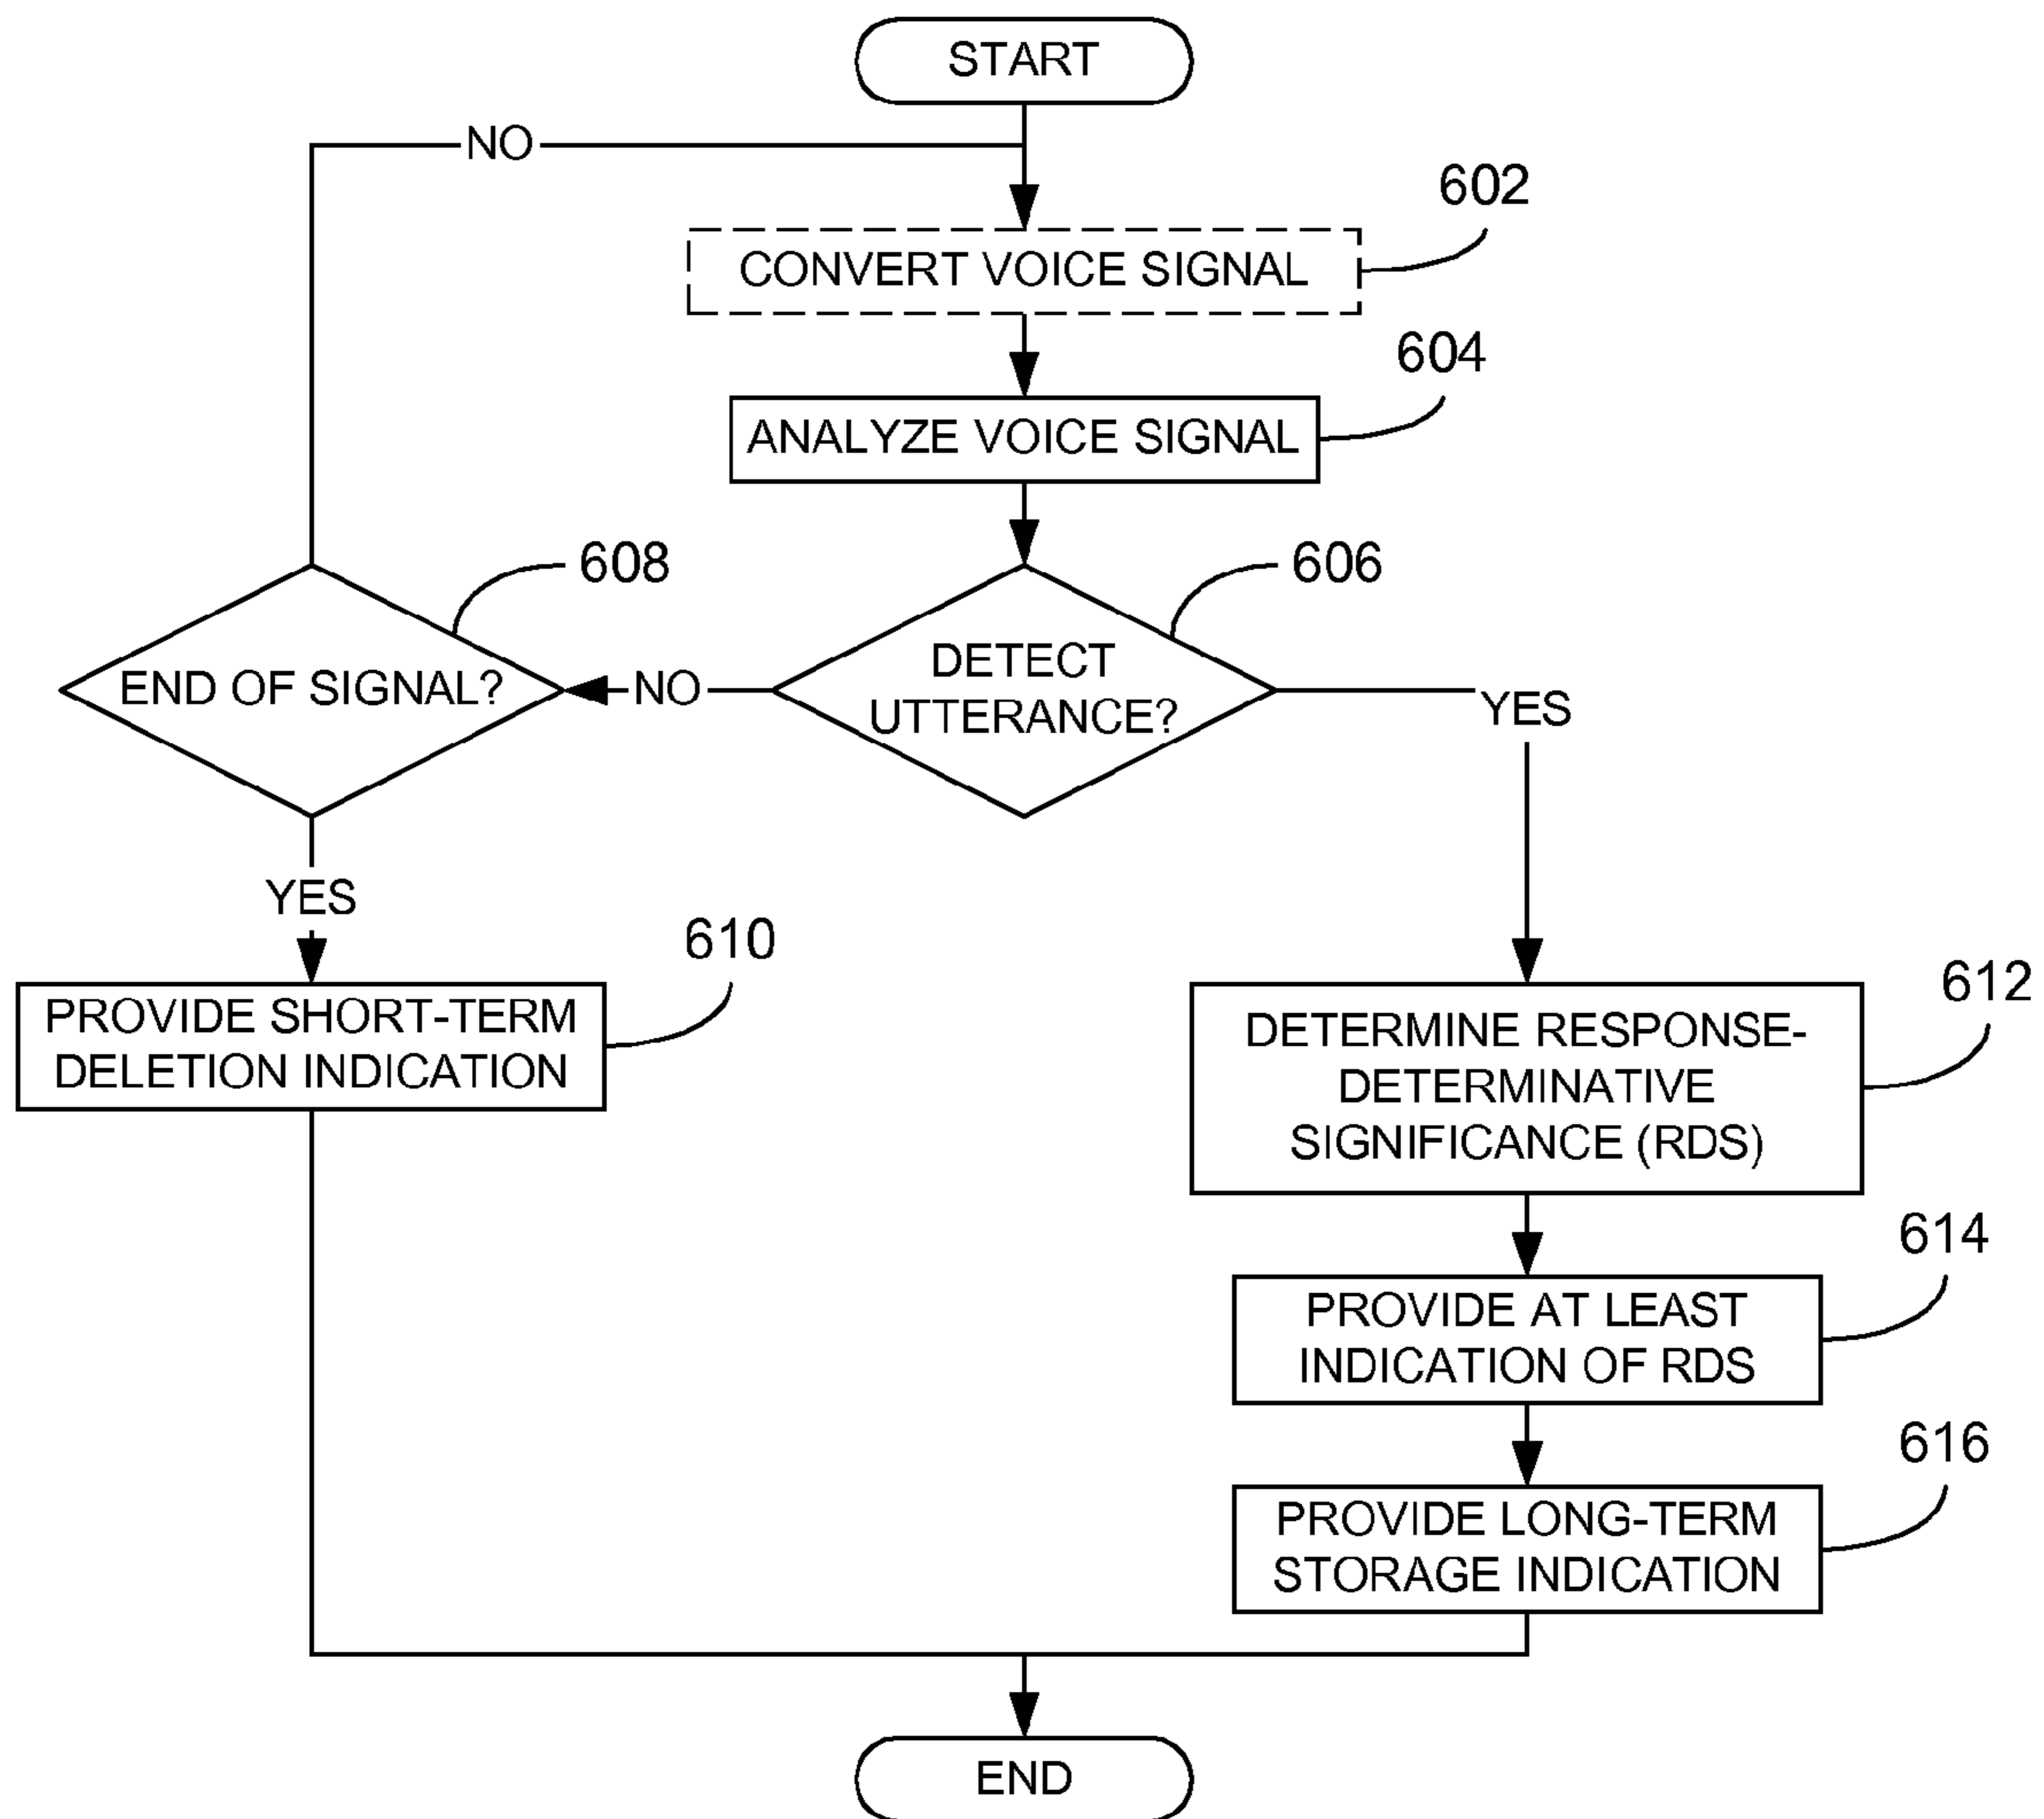 START
NO
602
CONVERT VOICE SIGNAL
604
ANALYZE VOICE SIGNAL
608
606
END OF SIGNAL?
NO
DETECT
UTTERANCE?
YES
YES
610
PROVIDE SHORT-TERM
DELETION INDICATION
612
DETERMINE RESPONSE-
DETERMINATIVE
SIGNIFICANCE (RDS)
614
PROVIDE AT LEAST
INDICATION OF RDS
616
PROVIDE LONG-TERM
STORAGE INDICATION
END